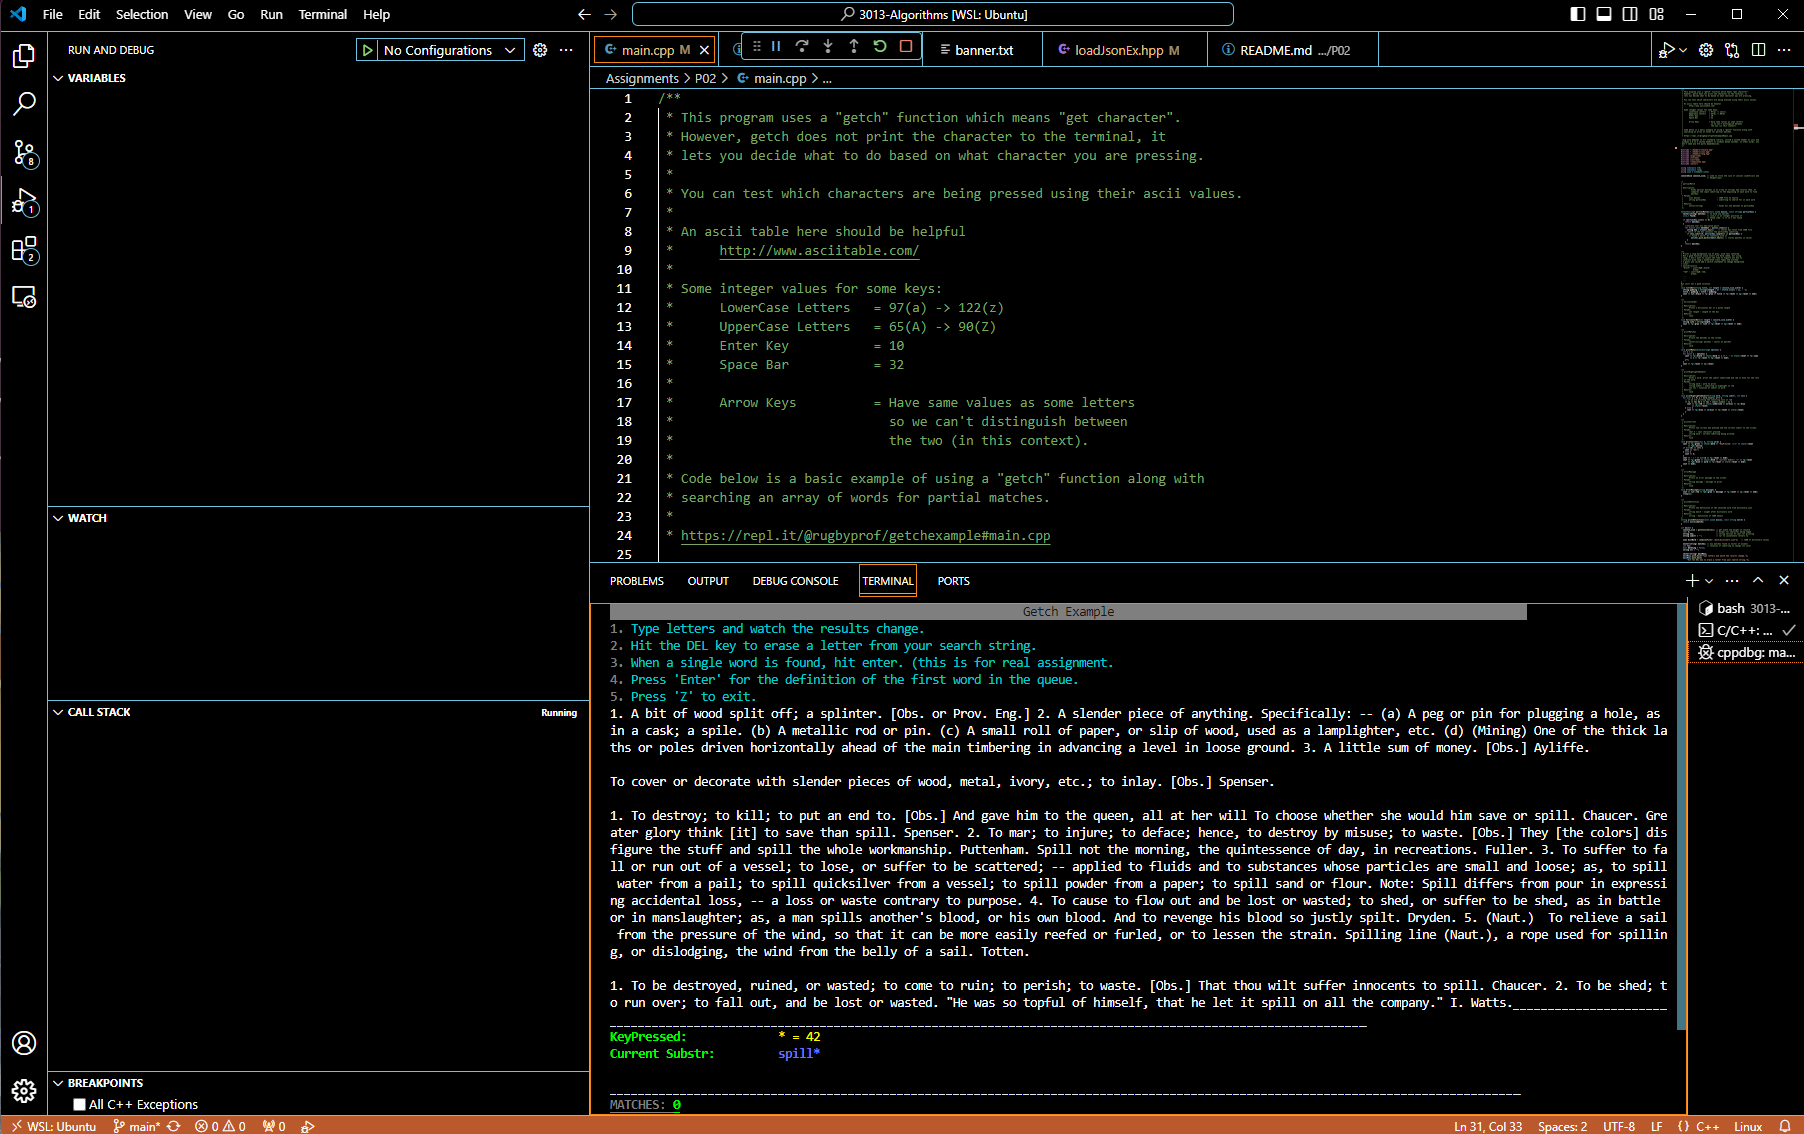 File Edit Selection View Go Run Terminal Help
3013-Algorithms [WSL: Ubuntu]
RUN AND DEBUG No Configurations
main.cpp M banner.txt loadJsonEx.hpp M README.md .../P02
VARIABLES
Assignments > P02 > main.cpp > ...
1 /**
2 * This program uses a "getch" function which means "get character".
3 * However, getch does not print the character to the terminal, it
4 * lets you decide what to do based on what character you are pressing.
5 *
6 * You can test which characters are being pressed using their ascii values.
7 *
8 * An ascii table here should be helpful
9 * http://www.asciitable.com/
10 *
11 * Some integer values for some keys:
12 * LowerCase Letters = 97(a) -> 122(z)
13 * UpperCase Letters = 65(A) -> 90(Z)
14 * Enter Key = 10
15 * Space Bar = 32
16 *
17 * Arrow Keys = Have same values as some letters
18 * so we can't distinguish between
19 * the two (in this context).
20 *
21 * Code below is a basic example of using a "getch" function along with
22 * searching an array of words for partial matches.
23 *
24 * https://repl.it/@rugbyprof/getchexample#main.cpp
25
WATCH
CALL STACK Running
BREAKPOINTS
All C++ Exceptions
8
1
2
PROBLEMS OUTPUT DEBUG CONSOLE TERMINAL PORTS
bash 3013-...
C/C++: ...
cppdbg: ma...
Getch Example
1. Type letters and watch the results change.
2. Hit the DEL key to erase a letter from your search string.
3. When a single word is found, hit enter. (this is for real assignment.
4. Press 'Enter' for the definition of the first word in the queue.
5. Press 'Z' to exit.
1. A bit of wood split off; a splinter. [Obs. or Prov. Eng.] 2. A slender piece of anything. Specifically: -- (a) A peg or pin for plugging a hole, as
in a cask; a spile. (b) A metallic rod or pin. (c) A small roll of paper, or slip of wood, used as a lamplighter, etc. (d) (Mining) One of the thick la
ths or poles driven horizontally ahead of the main timbering in advancing a level in loose ground. 3. A little sum of money. [Obs.] Ayliffe.
To cover or decorate with slender pieces of wood, metal, ivory, etc.; to inlay. [Obs.] Spenser.
1. To destroy; to kill; to put an end to. [Obs.] And gave him to the queen, all at her will To choose whether she would him save or spill. Chaucer. Gre
ater glory think [it] to save than spill. Spenser. 2. To mar; to injure; to deface; hence, to destroy by misuse; to waste. [Obs.] They [the colors] dis
figure the stuff and spill the whole workmanship. Puttenham. Spill not the morning, the quintessence of day, in recreations. Fuller. 3. To suffer to fa
ll or run out of a vessel; to lose, or suffer to be scattered; -- applied to fluids and to substances whose particles are small and loose; as, to spill
water from a pail; to spill quicksilver from a vessel; to spill powder from a paper; to spill sand or flour. Note: Spill differs from pour in expressi
ng accidental loss, -- a loss or waste contrary to purpose. 4. To cause to flow out and be lost or wasted; to shed, or suffer to be shed, as in battle
or in manslaughter; as, a man spills another's blood, or his own blood. And to revenge his blood so justly spilt. Dryden. 5. (Naut.) To relieve a sail
from the pressure of the wind, so that it can be more easily reefed or furled, or to lessen the strain. Spilling line (Naut.), a rope used for spillin
g, or dislodging, the wind from the belly of a sail. Totten.
1. To be destroyed, ruined, or wasted; to come to ruin; to perish; to waste. [Obs.] That thou wilt suffer innocents to spill. Chaucer. 2. To be shed; t
o run over; to fall out, and be lost or wasted. "He was so topful of himself, that he let it spill on all the company." I. Watts.
KeyPressed: * = 42
Current Substr: spill*
MATCHES: 0
WSL: Ubuntu main* 0 0 0 Ln 31, Col 33 Spaces: 2 UTF-8 LF {} C++ Linux